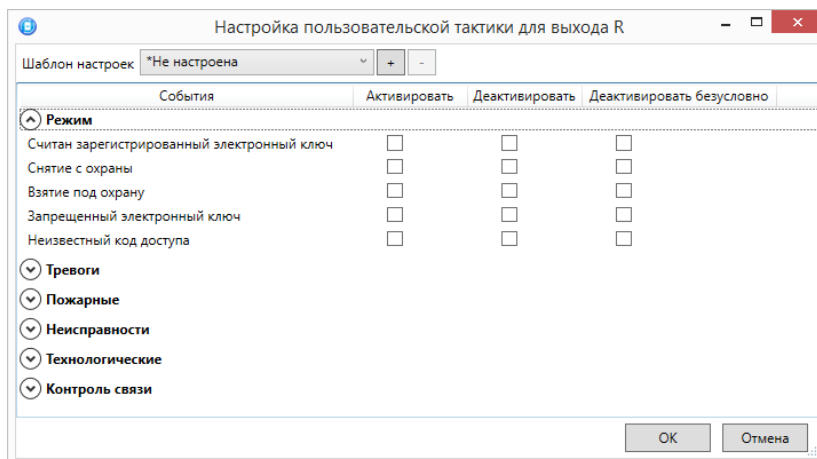 Настройка пользовательской тактики для выхода R
Шаблон настроек *Не настроена + -
События Активировать Деактивировать Деактивировать безусловно
Режим
Считан зарегистрированный электронный ключ
Снятие с охраны
Взятие под охрану
Запрещенный электронный ключ
Неизвестный код доступа
Тревоги
Пожарные
Неисправности
Технологические
Контроль связи
OK Отмена